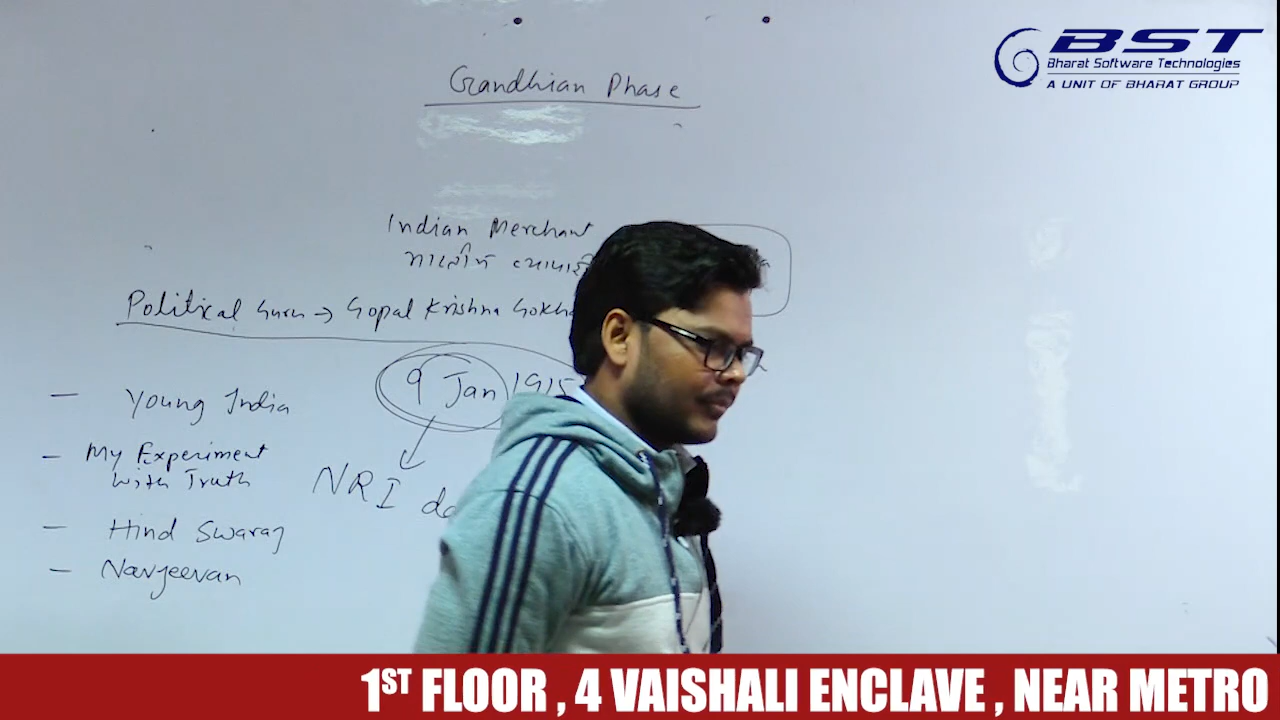 BST
Bharat Software Technologies
A UNIT OF BHARAT GROUP
Gandhian Phase
Indian Merchant
Political Guru → Gopal Krishna
9 Jan 1915
— Young India
— My Experiment
with Truth
NRI
— Hind Swaraj
— Navjeevan
1ST FLOOR , 4 VAISHALI ENCLAVE , NEAR METRO